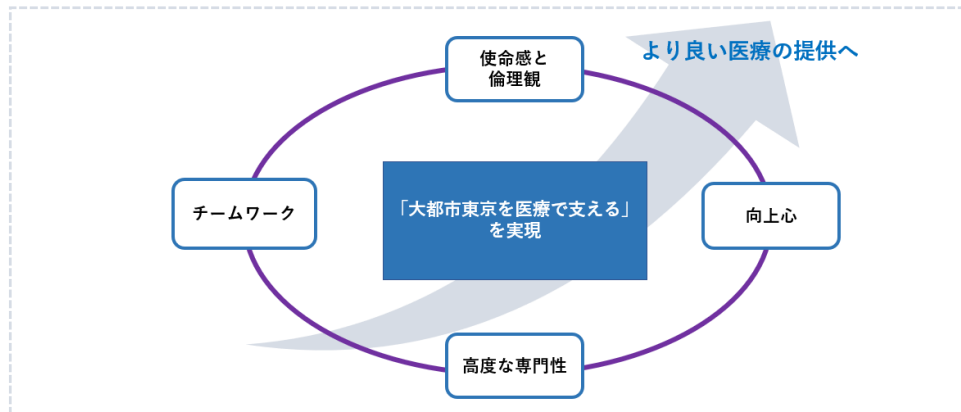 より良い医療の提供へ
使命感と
倫理観
チームワーク
「大都市東京を医療で支える」
を実現
向上心
高度な専門性